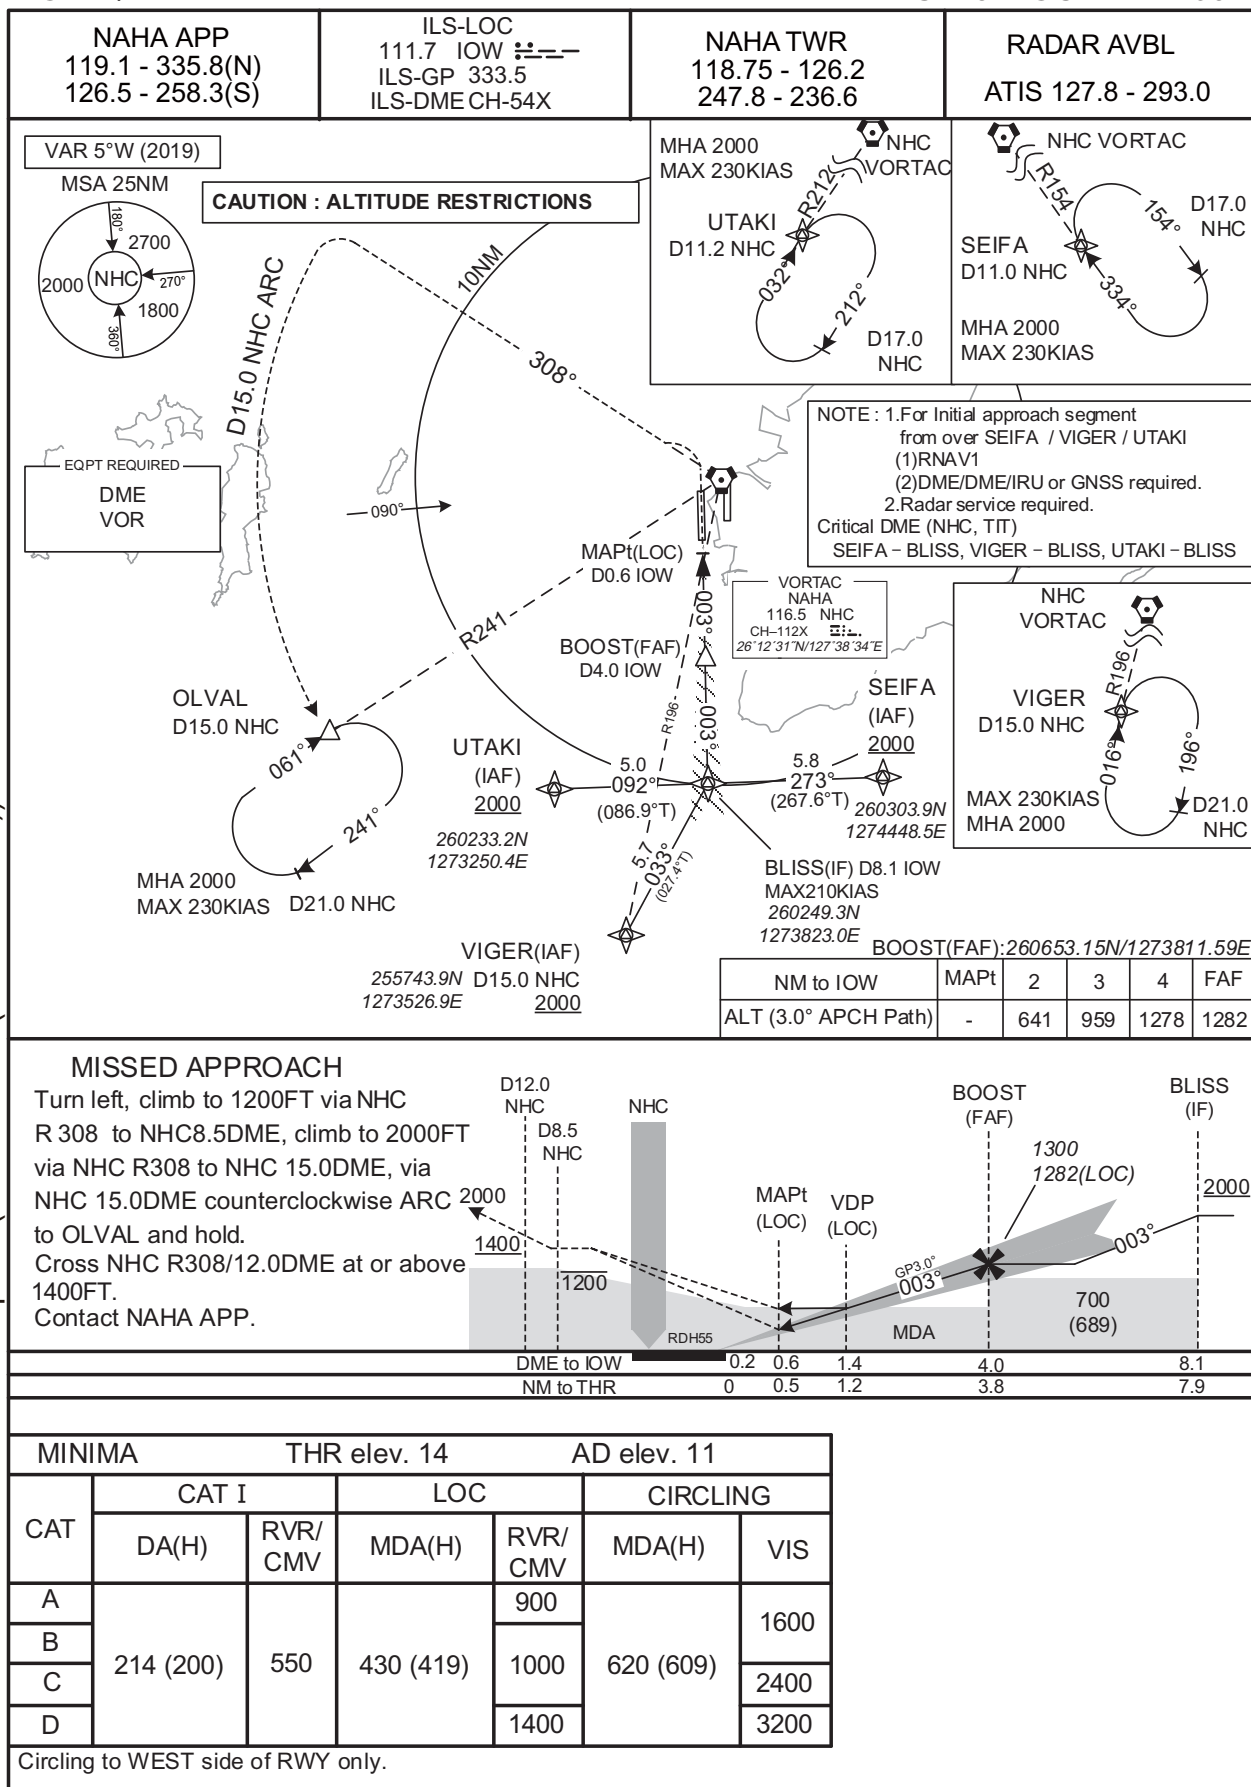 NAHA APP
119.1 - 335.8(N)
126.5 - 258.3(S)
ILS-LOC
111.7 IOW
ILS-GP 333.5
ILS-DME CH-54X
NAHA TWR
118.75 - 126.2
247.8 - 236.6
RADAR AVBL
ATIS 127.8 - 293.0
VAR 5°W (2019)
MSA 25NM
180°
2700
2000
NHC
270°
1800
360°
CAUTION : ALTITUDE RESTRICTIONS
10NM
D15.0 NHC ARC
308°
MHA 2000
MAX 230KIAS
NHC
VORTAC
R212
UTAKI
D11.2 NHC
032°
212°
D17.0
NHC
NHC VORTAC
R154
154°
D17.0
NHC
SEIFA
D11.0 NHC
334°
MHA 2000
MAX 230KIAS
NOTE : 1.For Initial approach segment
from over SEIFA / VIGER / UTAKI
(1)RNAV1
(2)DME/DME/IRU or GNSS required.
2.Radar service required.
Critical DME (NHC, TIT)
SEIFA – BLISS, VIGER – BLISS, UTAKI – BLISS
EQPT REQUIRED
DME
VOR
090°
MAPt(LOC)
D0.6 IOW
003°
VORTAC
NAHA
116.5 NHC
CH–112X
26°12'31"N/127°38'34"E
R241
BOOST(FAF)
D4.0 IOW
R196
003°
OLVAL
D15.0 NHC
061°
241°
MHA 2000
MAX 230KIAS
D21.0 NHC
UTAKI
(IAF)
2000
260233.2N
1273250.4E
5.0
092°
(086.9°T)
5.8
273°
(267.6°T)
SEIFA
(IAF)
2000
260303.9N
1274448.5E
5.7
033°
(027.4°T)
BLISS(IF) D8.1 IOW
MAX210KIAS
260249.3N
1273823.0E
VIGER(IAF)
D15.0 NHC
2000
255743.9N
1273526.9E
NHC
VORTAC
R196
VIGER
D15.0 NHC
016°
196°
MAX 230KIAS
MHA 2000
D21.0
NHC
BOOST(FAF):260653.15N/1273811.59E
NM to IOW MAPt 2 3 4 FAF
ALT (3.0° APCH Path) - 641 959 1278 1282
MISSED APPROACH
Turn left, climb to 1200FT via NHC
R 308 to NHC8.5DME, climb to 2000FT
via NHC R308 to NHC 15.0DME, via
NHC 15.0DME counterclockwise ARC
to OLVAL and hold.
Cross NHC R308/12.0DME at or above
1400FT.
Contact NAHA APP.
D12.0
NHC
D8.5
NHC
NHC
2000
1400
1200
MAPt
(LOC)
VDP
(LOC)
BOOST
(FAF)
BLISS
(IF)
1300
1282(LOC)
2000
GP3.0°
003°
003°
RDH55
MDA
700
(689)
DME to IOW 0.2 0.6 1.4 4.0 8.1
NM to THR 0 0.5 1.2 3.8 7.9
MINIMA THR elev. 14 AD elev. 11
CAT
CAT I LOC CIRCLING
DA(H) RVR/CMV MDA(H) RVR/CMV MDA(H) VIS
A 900
B 1600
214 (200) 550 430 (419) 1000 620 (609)
C 2400
D 1400 3200
Circling to WEST side of RWY only.